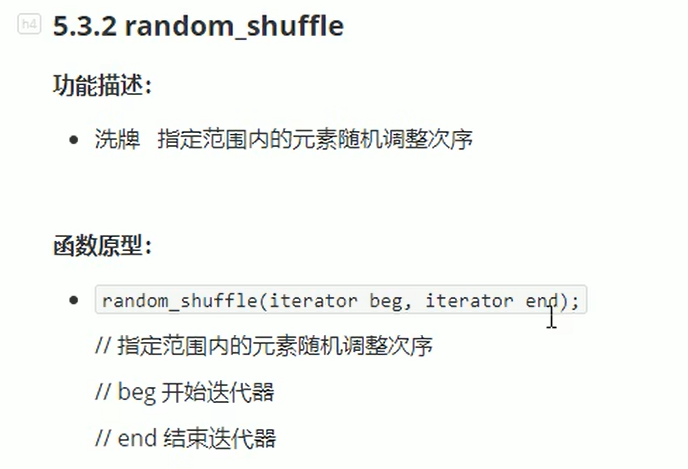 h4
5.3.2 random_shuffle
功能描述：
洗牌 指定范围内的元素随机调整次序
函数原型：
random_shuffle(iterator beg, iterator end);
// 指定范围内的元素随机调整次序
// beg 开始迭代器
// end 结束迭代器